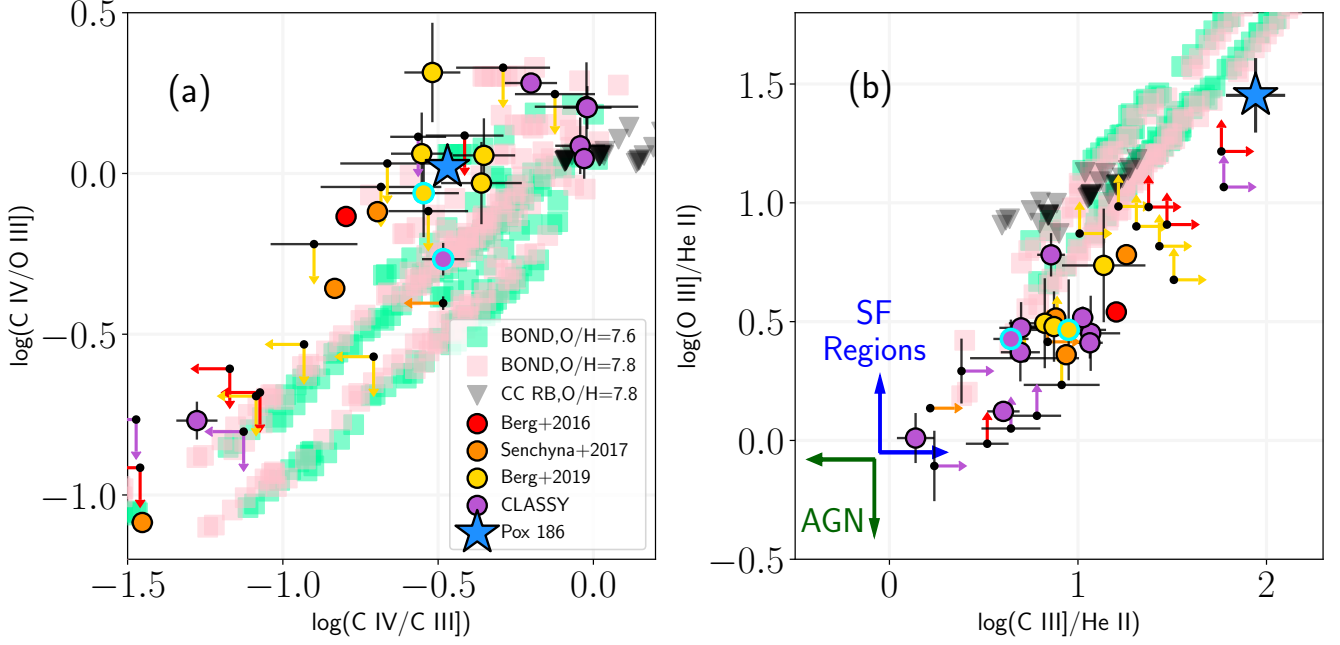 0.5
0.0
−0.5
−1.0
log(C IV/O III])
(a)
BOND,O/H=7.6
BOND,O/H=7.8
CC RB,O/H=7.8
Berg+2016
Senchyna+2017
Berg+2019
CLASSY
Pox 186
−1.5
−1.0
−0.5
0.0
log(C IV/C III])
1.5
1.0
0.5
0.0
−0.5
log(O III]/He II)
(b)
SF
Regions
AGN
0
1
2
log(C III]/He II)